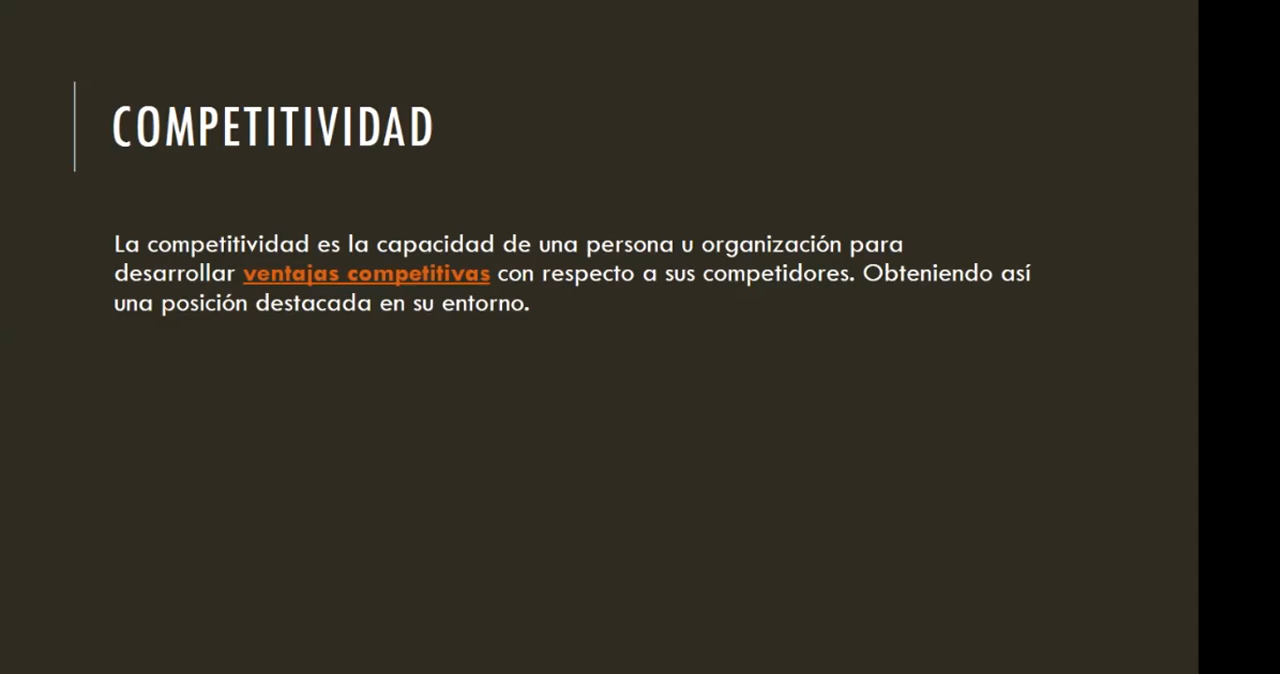 COMPETITIVIDAD
La competitividad es la capacidad de una persona u organización para
desarrollar ventajas competitivas con respecto a sus competidores. Obteniendo así
una posición destacada en su entorno.